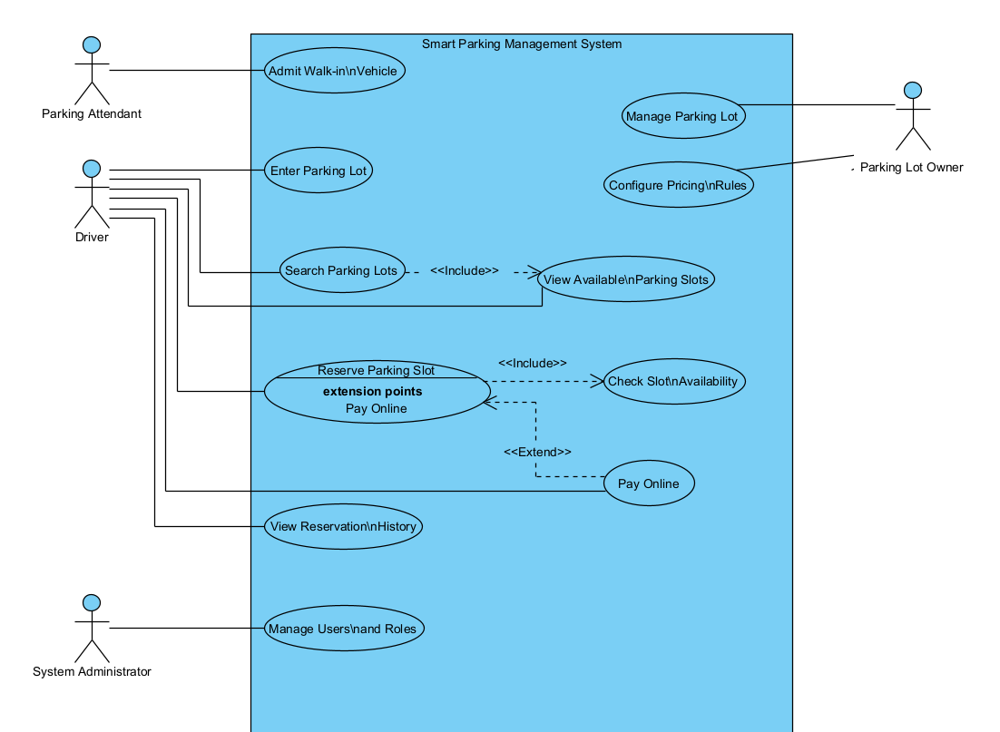 Smart Parking Management System
Admit Walk-in\nVehicle
Parking Attendant
Manage Parking Lot
Parking Lot Owner
Enter Parking Lot
Configure Pricing\nRules
Driver
Search Parking Lots
<<Include>>
View Available\nParking Slots
Reserve Parking Slot
extension points
Pay Online
<<Include>>
Check Slot\nAvailability
<<Extend>>
Pay Online
View Reservation\nHistory
Manage Users\nand Roles
System Administrator